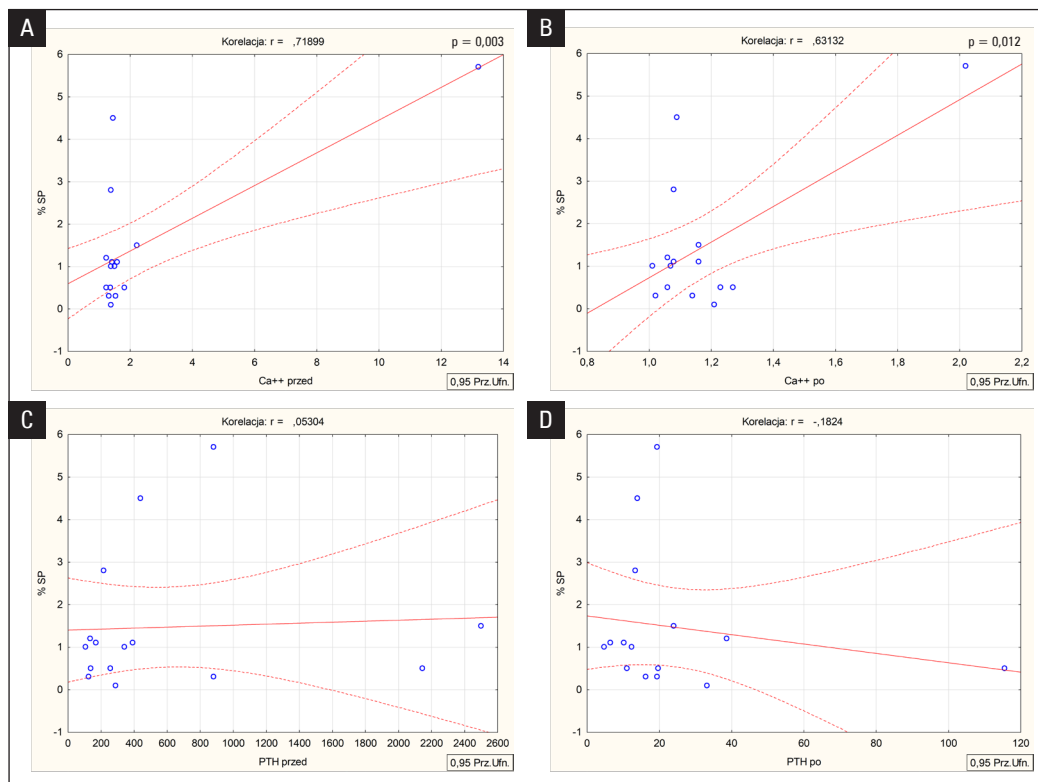 A
Korelacja: r = ,71899
p = 0,003
6
5
4
3
2
1
0
-1
% SP
0 2 4 6 8 10 12 14
Ca++ przed
0,95 Prz.Ufn.
B
Korelacja: r = ,63132
p = 0,012
6
5
4
3
2
1
0
-1
% SP
0,8 1,0 1,2 1,4 1,6 1,8 2,0 2,2
Ca++ po
0,95 Prz.Ufn.
C
Korelacja: r = ,05304
6
5
4
3
2
1
0
-1
% SP
0 200 400 600 800 1000 1200 1400 1600 1800 2000 2200 2400 2600
PTH przed
0,95 Prz.Ufn.
D
Korelacja: r = -,1824
6
5
4
3
2
1
0
-1
% SP
0 20 40 60 80 100 120
PTH po
0,95 Prz.Ufn.